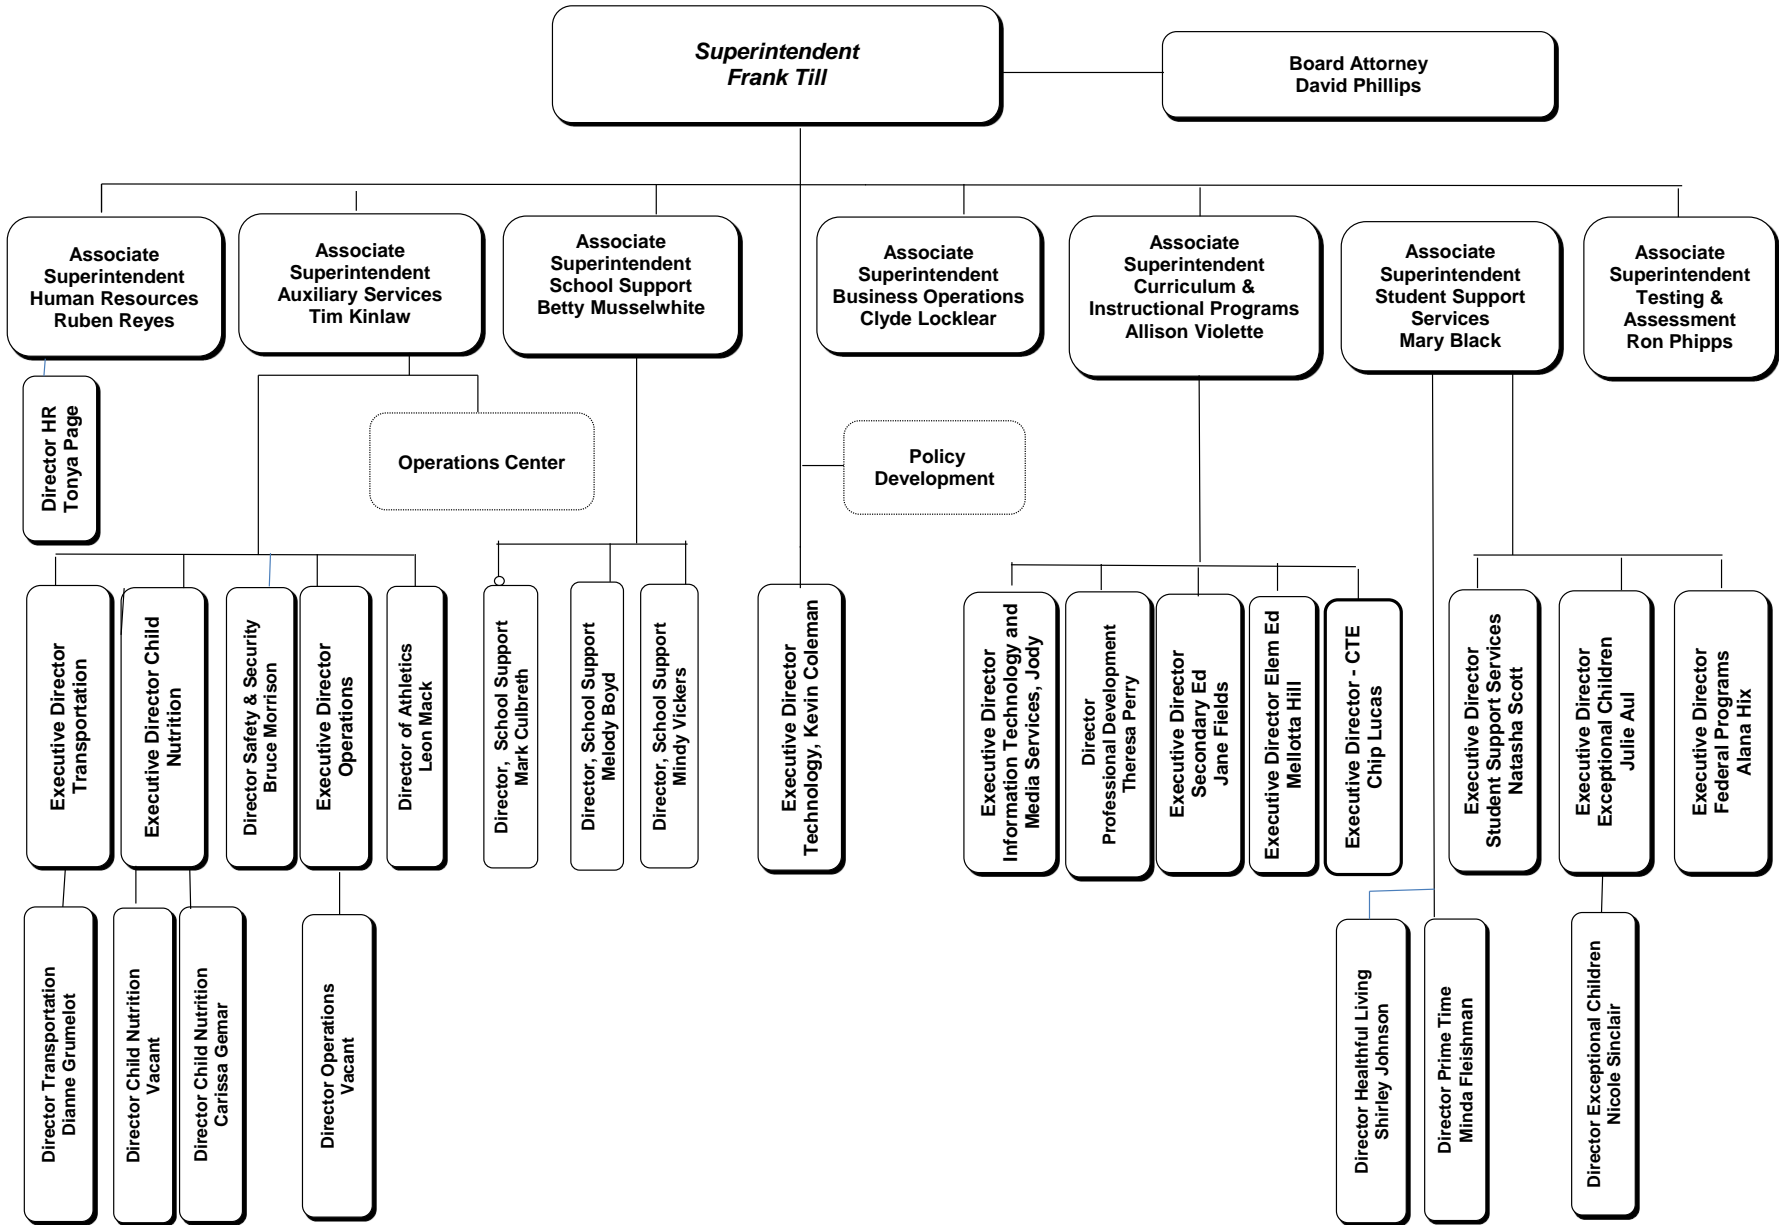 Superintendent
Frank Till
Board Attorney
David Phillips
Associate
Superintendent
Human Resources
Ruben Reyes
Associate
Superintendent
Auxiliary Services
Tim Kinlaw
Associate
Superintendent
School Support
Betty Musselwhite
Associate
Superintendent
Business Operations
Clyde Locklear
Associate
Superintendent
Curriculum &
Instructional Programs
Allison Violette
Associate
Superintendent
Student Support
Services
Mary Black
Associate
Superintendent
Testing &
Assessment
Ron Phipps
Director HR
Tonya Page
Operations Center
Policy
Development
Executive Director
Transportation
Executive Director Child
Nutrition
Director Safety & Security
Bruce Morrison
Executive Director
Operations
Director of Athletics
Leon Mack
Director,  School Support
Mark Culbreth
Director, School Support
Melody Boyd
Director, School Support
Mindy Vickers
Executive Director
Technology, Kevin Coleman
Executive Director
Information Technology and
Media Services, Jody
Director
Professional Development
Theresa Perry
Executive Director
Secondary Ed
Jane Fields
Executive Director Elem Ed
Mellotta Hill
Executive Director - CTE
Chip Lucas
Executive Director
Student Support Services
Natasha Scott
Executive Director
Exceptional Children
Julie Aul
Executive Director
Federal Programs
Alana Hix
Director Transportation
Dianne Grumelot
Director Child Nutrition
Vacant
Director Child Nutrition
Carissa Gemar
Director Operations
Vacant
Director Healthful Living
Shirley Johnson
Director Prime Time
Minda Fleishman
Director Exceptional Children
Nicole Sinclair